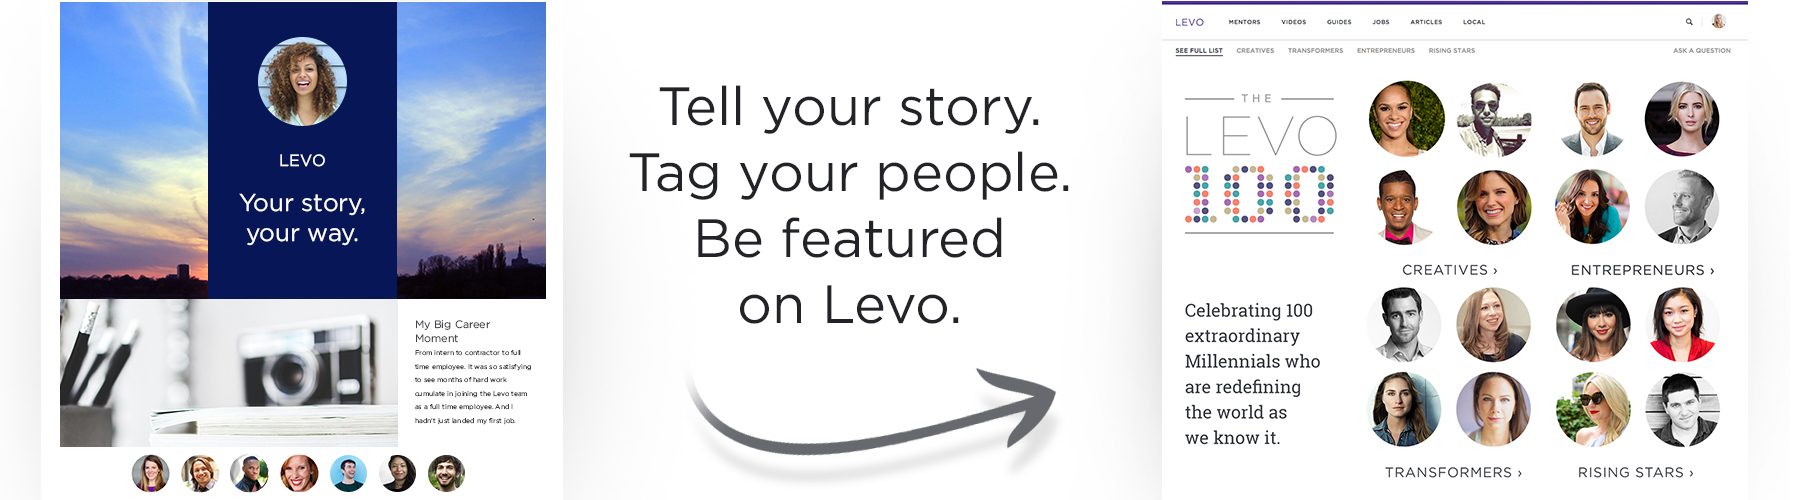 LEVO
Your story,
your way.
My Big Career
Moment
From intern to contractor to full
time employee. It was so satisfying
to see months of hard work
cumulate in joining the Levo team
as a full time employee. And I
hadn't just landed my first job.
Tell your story.
Tag your people.
Be featured
on Levo.
LEVO MENTORS VIDEOS GUIDES JOBS ARTICLES LOCAL
SEE FULL LIST CREATIVES TRANSFORMERS ENTREPRENEURS RISING STARS ASK A QUESTION
THE
LEVO
100
Celebrating 100
extraordinary
Millennials who
are redefining
the world as
we know it.
CREATIVES ›
ENTREPRENEURS ›
TRANSFORMERS ›
RISING STARS ›